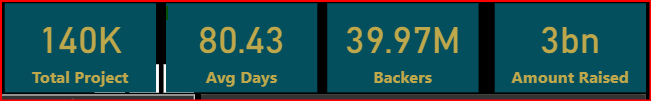 140K 80.43 39.97M 3bn
Total Project Avg Days Backers Amount Raised